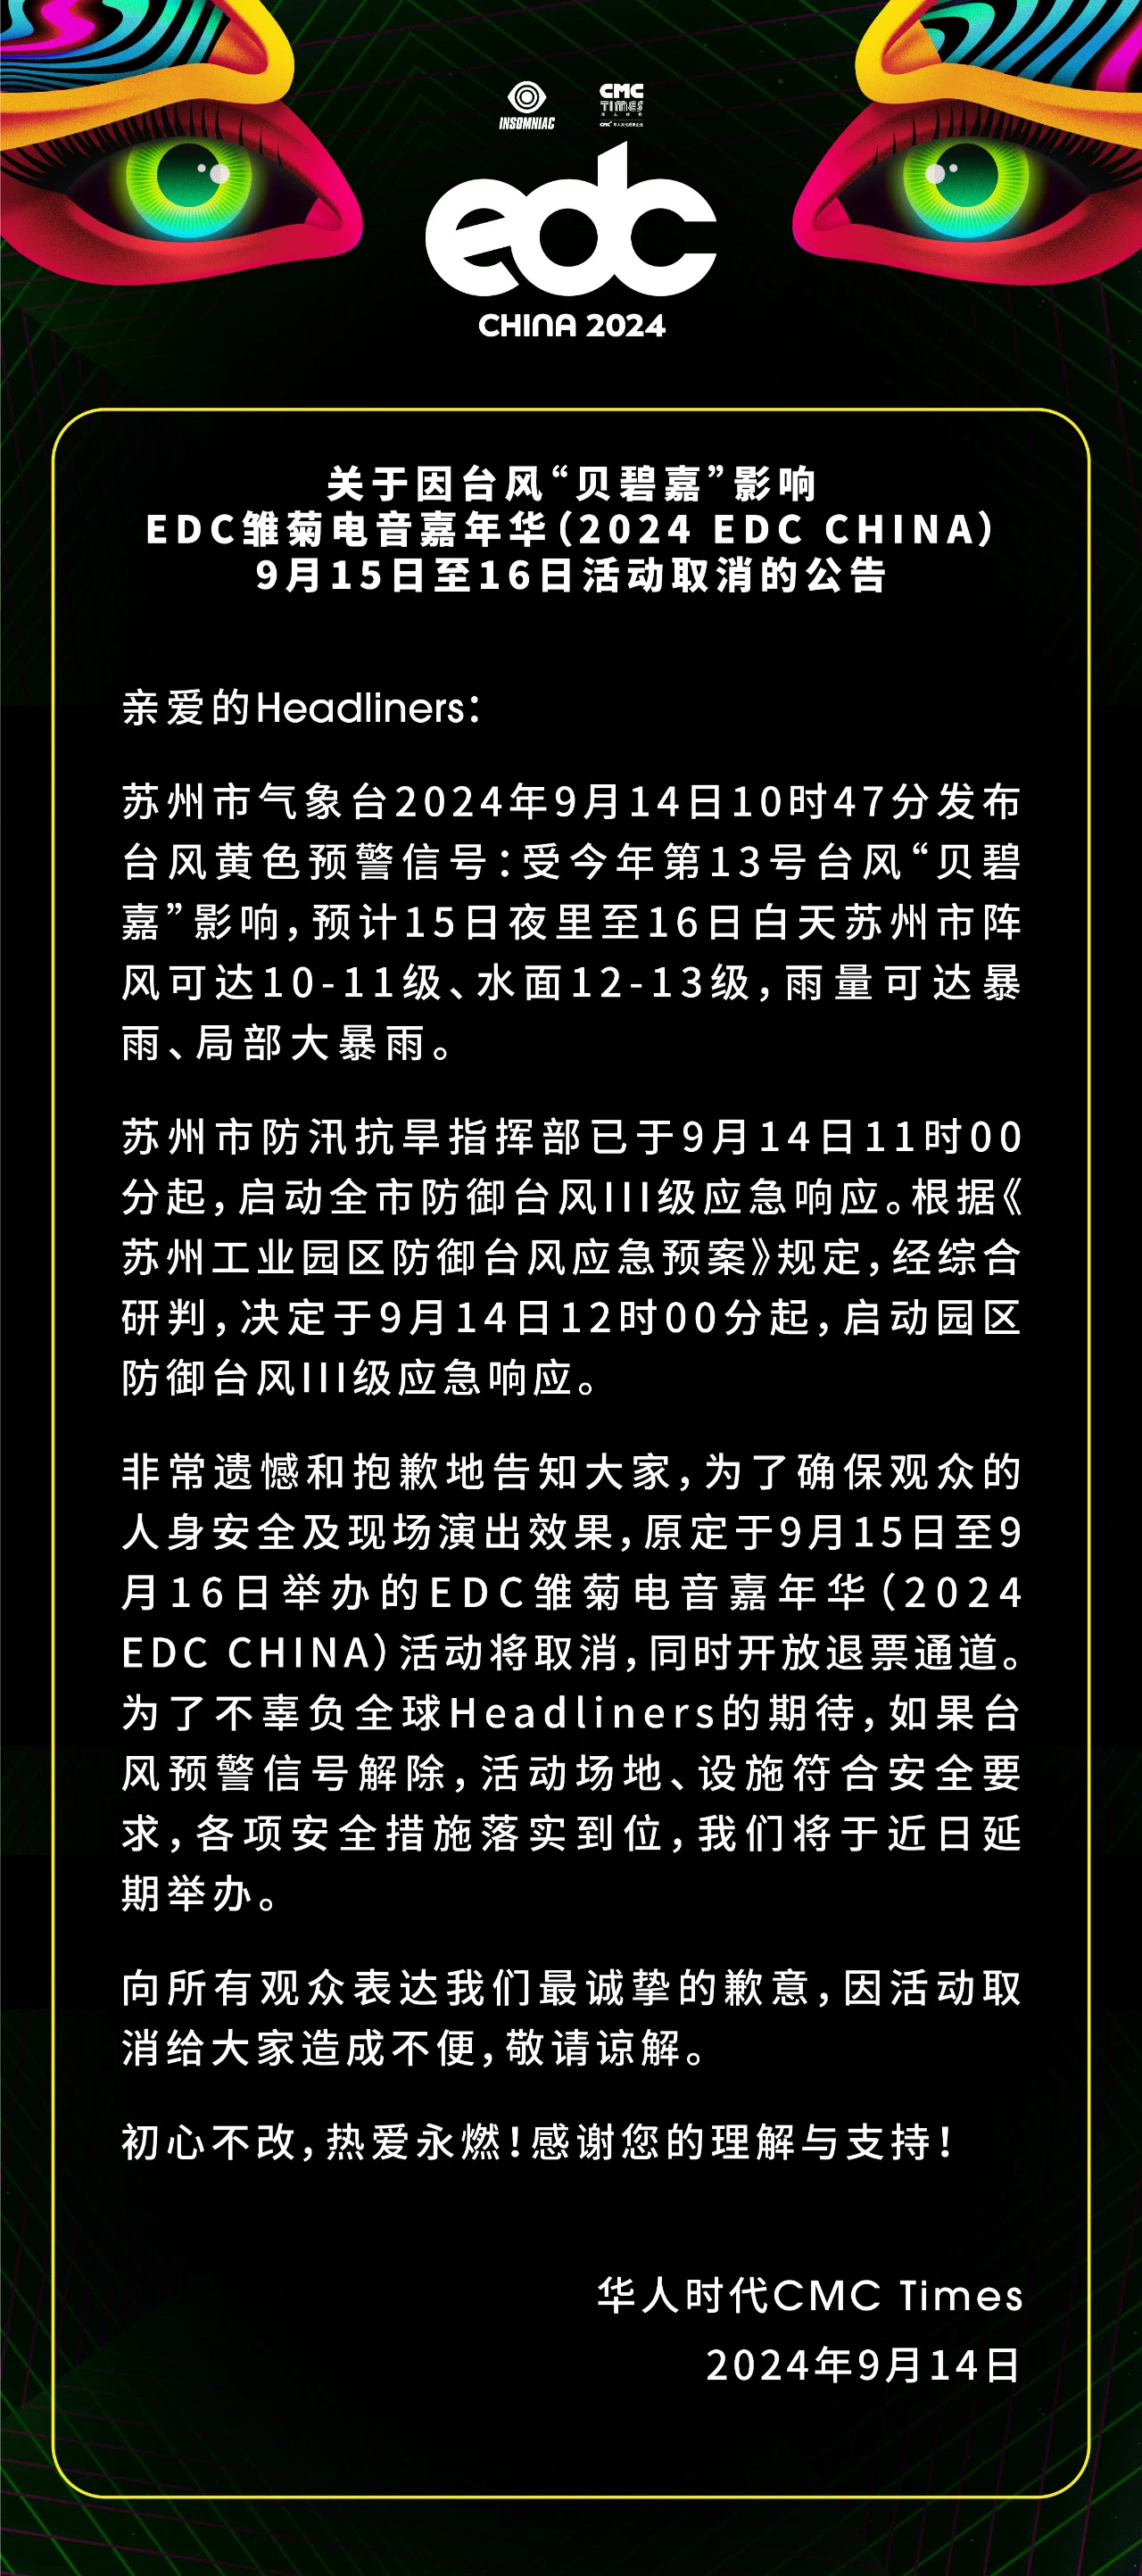 INSOMNIAC
CMC
TIMES
华人时代
edc
CHINA 2024
关于因台风“贝碧嘉”影响
EDC雏菊电音嘉年华(2024 EDC CHINA)
9月15日至16日活动取消的公告
亲爱的Headliners:
苏州市气象台2024年9月14日10时47分发布
台风黄色预警信号:受今年第13号台风“贝碧
嘉”影响,预计15日夜里至16日白天苏州市阵
风可达10-11级、水面12-13级,雨量可达暴
雨、局部大暴雨。
苏州市防汛抗旱指挥部已于9月14日11时00
分起,启动全市防御台风III级应急响应。根据《
苏州工业园区防御台风应急预案》规定,经综合
研判,决定于9月14日12时00分起,启动园区
防御台风III级应急响应。
非常遗憾和抱歉地告知大家,为了确保观众的
人身安全及现场演出效果,原定于9月15日至9
月16日举办的EDC雏菊电音嘉年华(2024
EDC CHINA)活动将取消,同时开放退票通道。
为了不辜负全球Headliners的期待,如果台
风预警信号解除,活动场地、设施符合安全要
求,各项安全措施落实到位,我们将于近日延
期举办。
向所有观众表达我们最诚挚的歉意,因活动取
消给大家造成不便,敬请谅解。
初心不改,热爱永燃!感谢您的理解与支持!
华人时代CMC Times
2024年9月14日